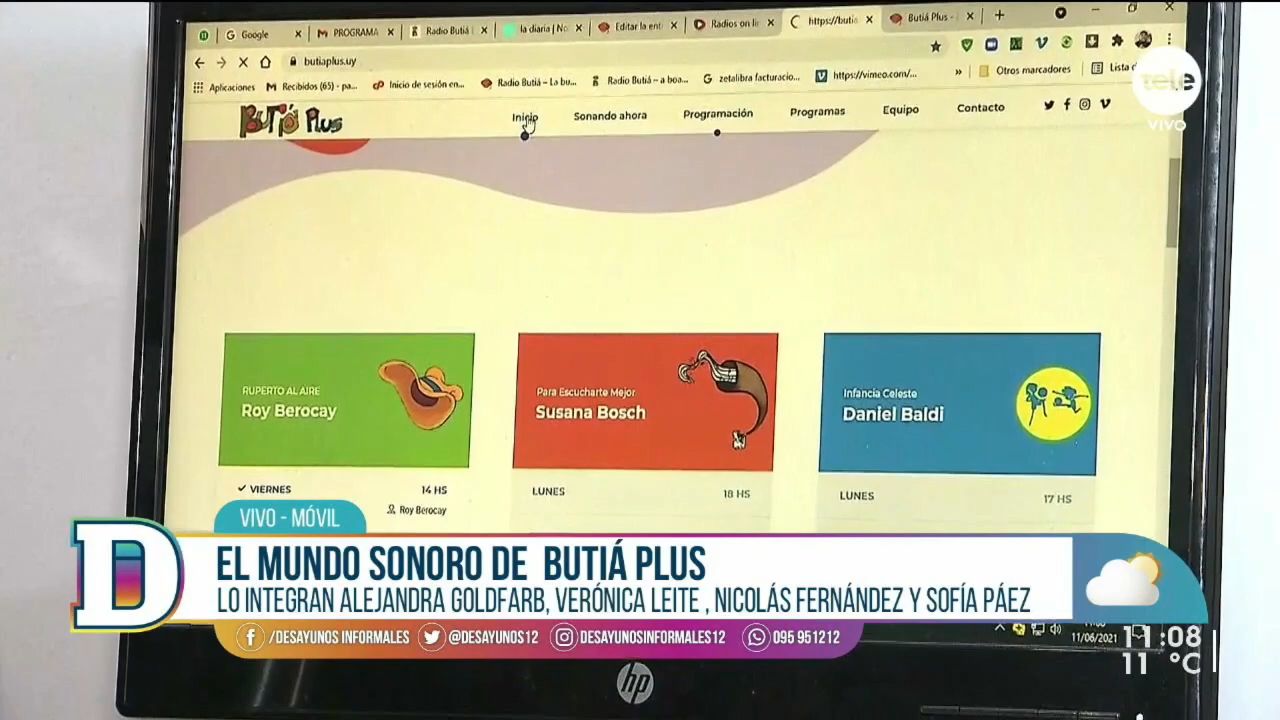 Google
PROGRAMA
Radio Butiá
la diaria | No
Editar la ent
Radios on li
https://butia
Butiá Plus -
butiaplus.uy
Aplicaciones
Recibidos (65) - pa...
Inicio de sesión en...
Radio Butiá – La bu...
Radio Butiá – a boa...
zetalibra facturacio...
https://vimeo.com/...
»
Otros marcadores
Lista d
tele
VIVO
BUTIÁ PLUS
Inicio
Sonando ahora
Programación
Programas
Equipo
Contacto
RUPERTO AL AIRE
Roy Berocay
Para Escucharte Mejor
Susana Bosch
Infancia Celeste
Daniel Baldi
VIERNES 14 HS
Roy Berocay
LUNES 18 HS
LUNES 17 HS
VIVO - MÓVIL
D
EL MUNDO SONORO DE BUTIÁ PLUS
LO INTEGRAN ALEJANDRA GOLDFARB, VERÓNICA LEITE , NICOLÁS FERNÁNDEZ Y SOFÍA PÁEZ
/DESAYUNOS INFORMALES
@DESAYUNOS12
DESAYUNOSINFORMALES12
095 951212
11/06/2021
11:08
11 °C
hp